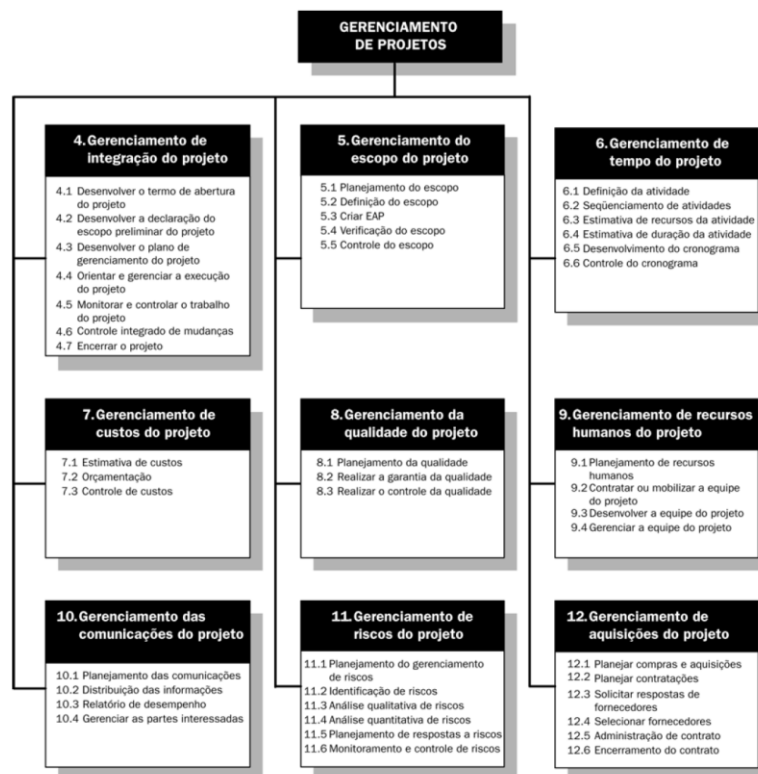 GERENCIAMENTO
DE PROJETOS
4. Gerenciamento de
integração do projeto
4.1 Desenvolver o termo de abertura
do projeto
4.2 Desenvolver a declaração do
escopo preliminar do projeto
4.3 Desenvolver o plano de
gerenciamento do projeto
4.4 Orientar e gerenciar a execução
do projeto
4.5 Monitorar e controlar o trabalho
do projeto
4.6 Controle integrado de mudanças
4.7 Encerrar o projeto
5. Gerenciamento do
escopo do projeto
5.1 Planejamento do escopo
5.2 Definição do escopo
5.3 Criar EAP
5.4 Verificação do escopo
5.5 Controle do escopo
6. Gerenciamento de
tempo do projeto
6.1 Definição da atividade
6.2 Seqüenciamento de atividades
6.3 Estimativa de recursos da atividade
6.4 Estimativa de duração da atividade
6.5 Desenvolvimento do cronograma
6.6 Controle do cronograma
7. Gerenciamento de
custos do projeto
7.1 Estimativa de custos
7.2 Orçamentação
7.3 Controle de custos
8. Gerenciamento da
qualidade do projeto
8.1 Planejamento da qualidade
8.2 Realizar a garantia da qualidade
8.3 Realizar o controle da qualidade
9. Gerenciamento de recursos
humanos do projeto
9.1 Planejamento de recursos
humanos
9.2 Contratar ou mobilizar a equipe
do projeto
9.3 Desenvolver a equipe do projeto
9.4 Gerenciar a equipe do projeto
10. Gerenciamento das
comunicações do projeto
10.1 Planejamento das comunicações
10.2 Distribuição das informações
10.3 Relatório de desempenho
10.4 Gerenciar as partes interessadas
11. Gerenciamento de
riscos do projeto
11.1 Planejamento do gerenciamento
de riscos
11.2 Identificação de riscos
11.3 Análise qualitativa de riscos
11.4 Análise quantitativa de riscos
11.5 Planejamento de respostas a riscos
11.6 Monitoramento e controle de riscos
12. Gerenciamento de
aquisições do projeto
12.1 Planejar compras e aquisições
12.2 Planejar contratações
12.3 Solicitar respostas de
fornecedores
12.4 Selecionar fornecedores
12.5 Administração de contrato
12.6 Encerramento do contrato